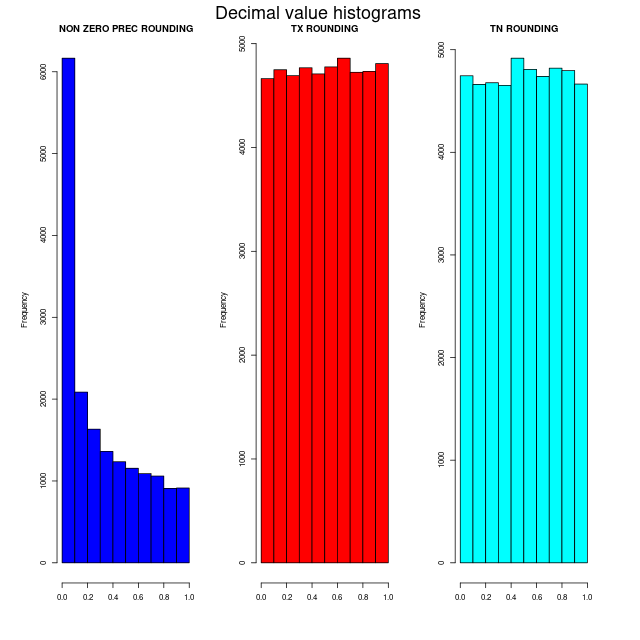 Decimal value histograms
NON ZERO PREC ROUNDING
Frequency
0 1000 2000 3000 4000 5000 6000
0.0 0.2 0.4 0.6 0.8 1.0
TX ROUNDING
Frequency
0 1000 2000 3000 4000 5000
0.0 0.2 0.4 0.6 0.8 1.0
TN ROUNDING
Frequency
0 1000 2000 3000 4000 5000
0.0 0.2 0.4 0.6 0.8 1.0